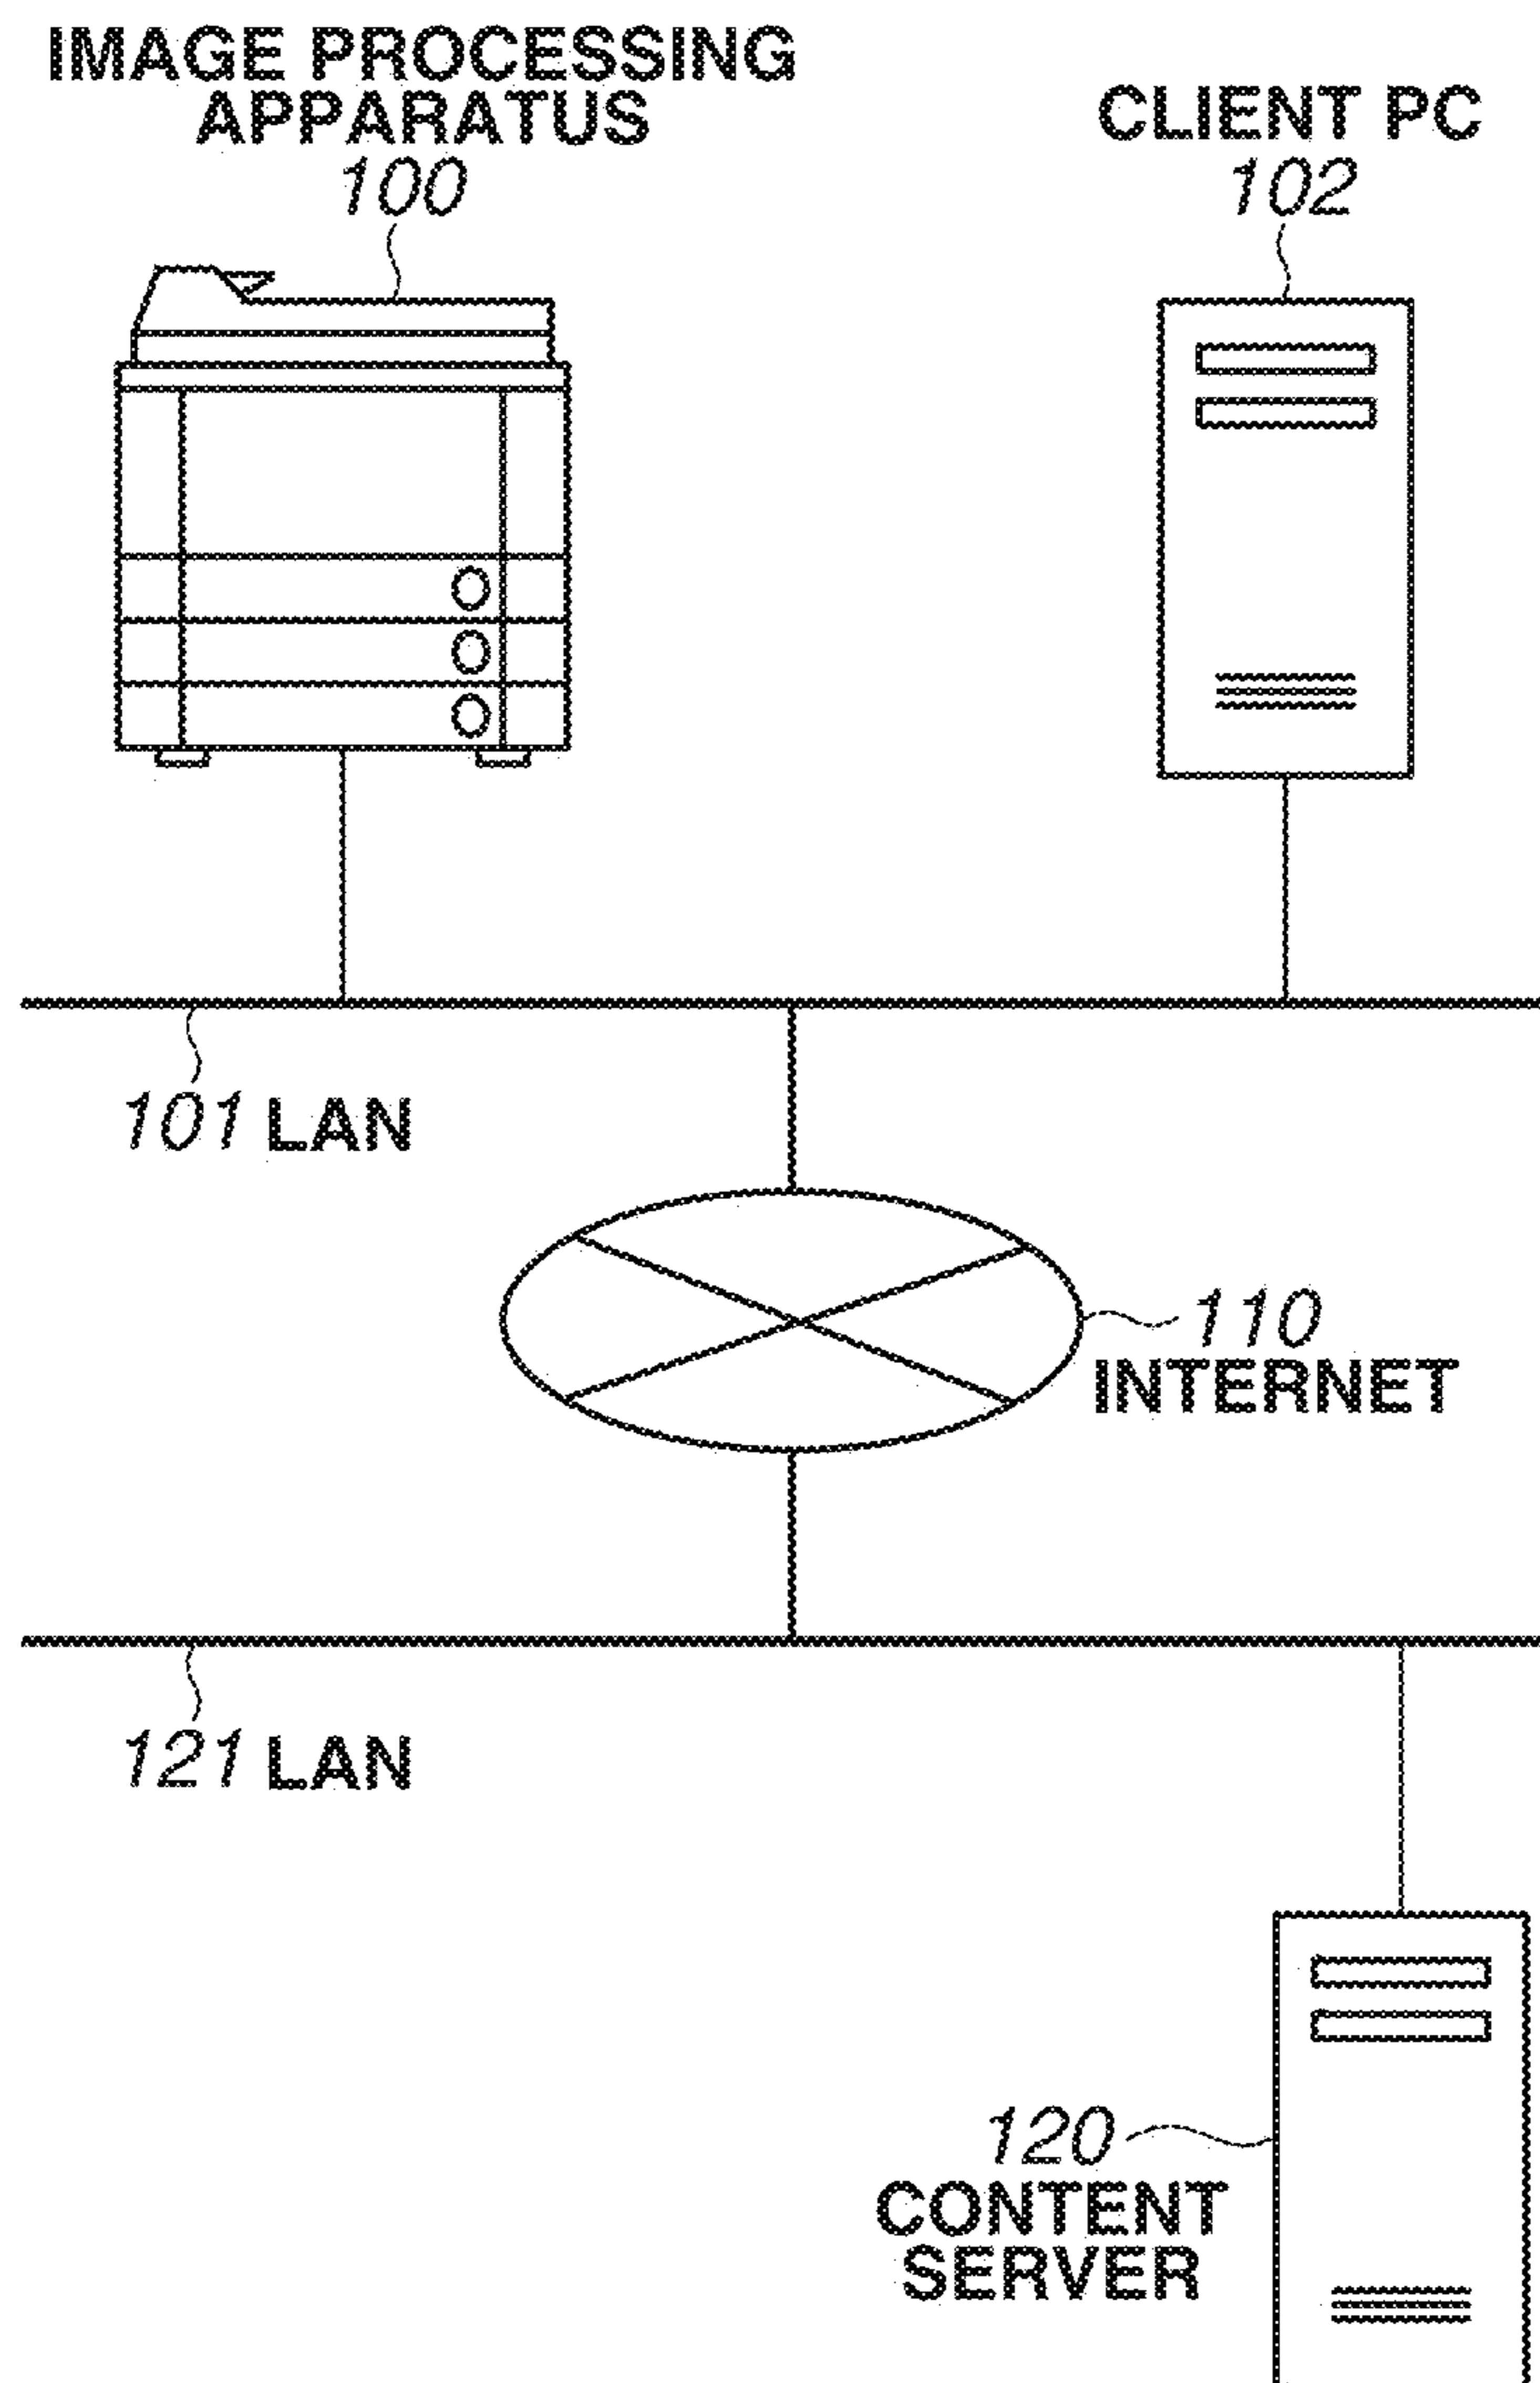 IMAGE PROCESSING
APPARATUS
100
CLIENT PC
102
101 LAN
110
INTERNET
121 LAN
120
CONTENT
SERVER